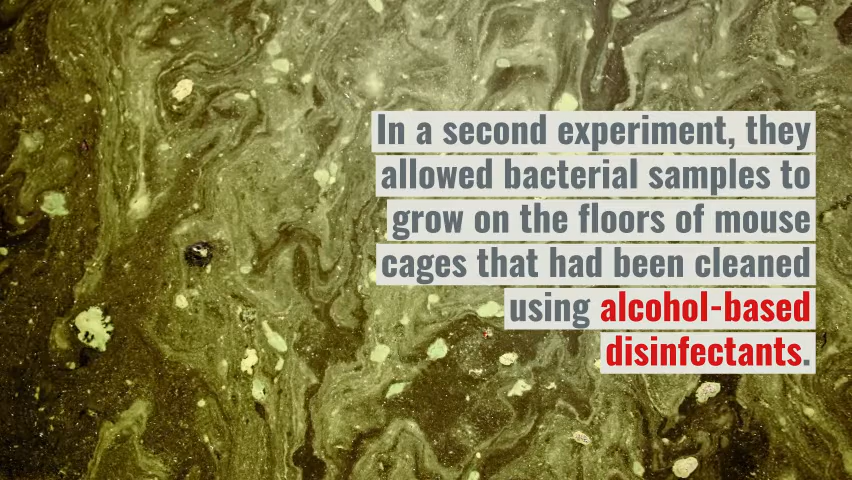 In a second experiment, they
allowed bacterial samples to
grow on the floors of mouse
cages that had been cleaned
using alcohol-based
disinfectants.